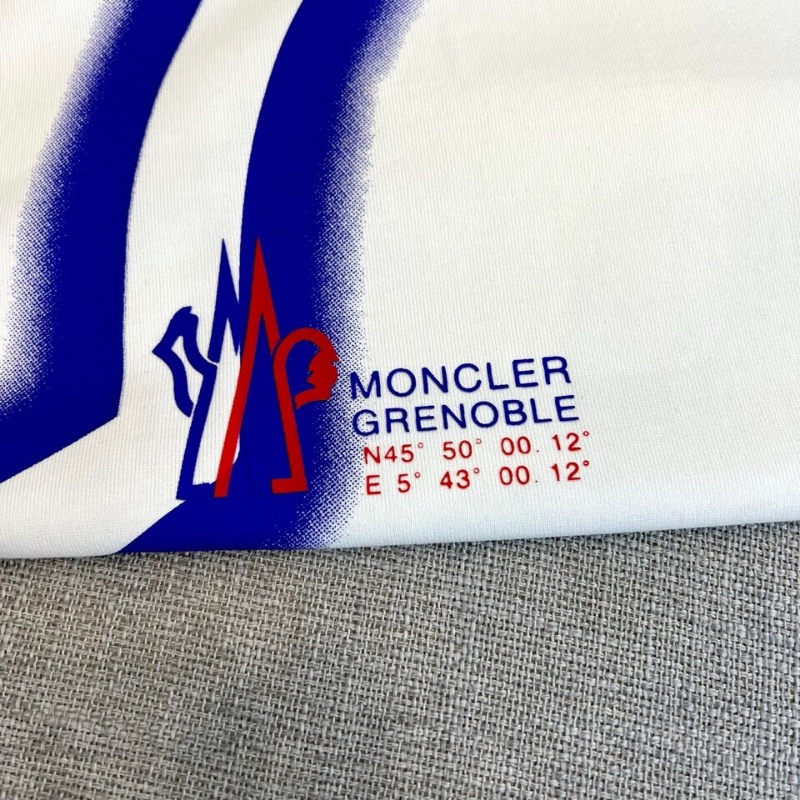 MONCLER
GRENOBLE
N45° 50° 00. 12°
E 5° 43° 00. 12°